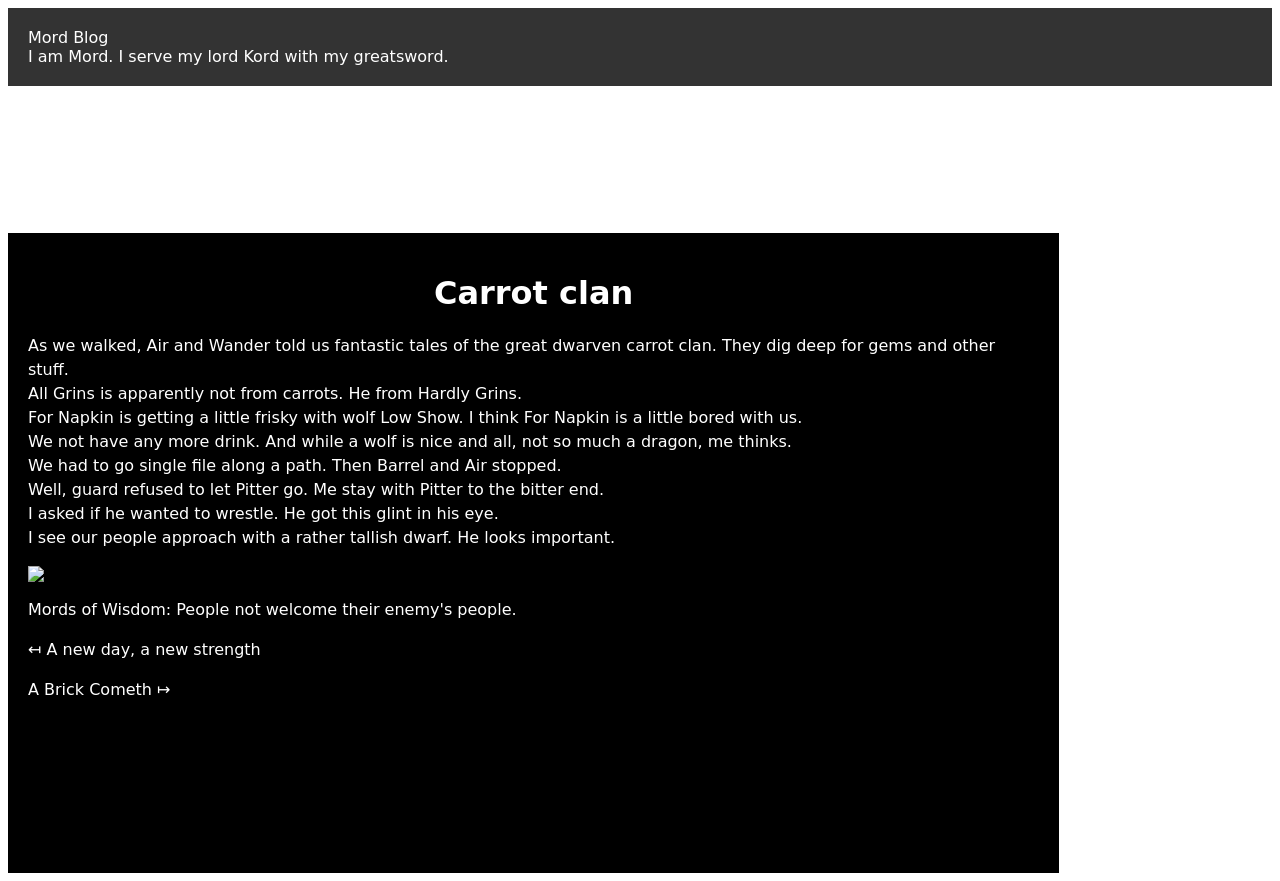 Mord Blog
I am Mord. I serve my lord Kord with my greatsword.
Carrot clan
As we walked, Air and Wander told us fantastic tales of the great dwarven carrot clan. They dig deep for gems and other
stuff.
All Grins is apparently not from carrots. He from Hardly Grins.
For Napkin is getting a little frisky with wolf Low Show. I think For Napkin is a little bored with us.
We not have any more drink. And while a wolf is nice and all, not so much a dragon, me thinks.
We had to go single file along a path. Then Barrel and Air stopped.
Well, guard refused to let Pitter go. Me stay with Pitter to the bitter end.
I asked if he wanted to wrestle. He got this glint in his eye.
I see our people approach with a rather tallish dwarf. He looks important.
Mords of Wisdom: People not welcome their enemy's people.
↤ A new day, a new strength
A Brick Cometh ↦